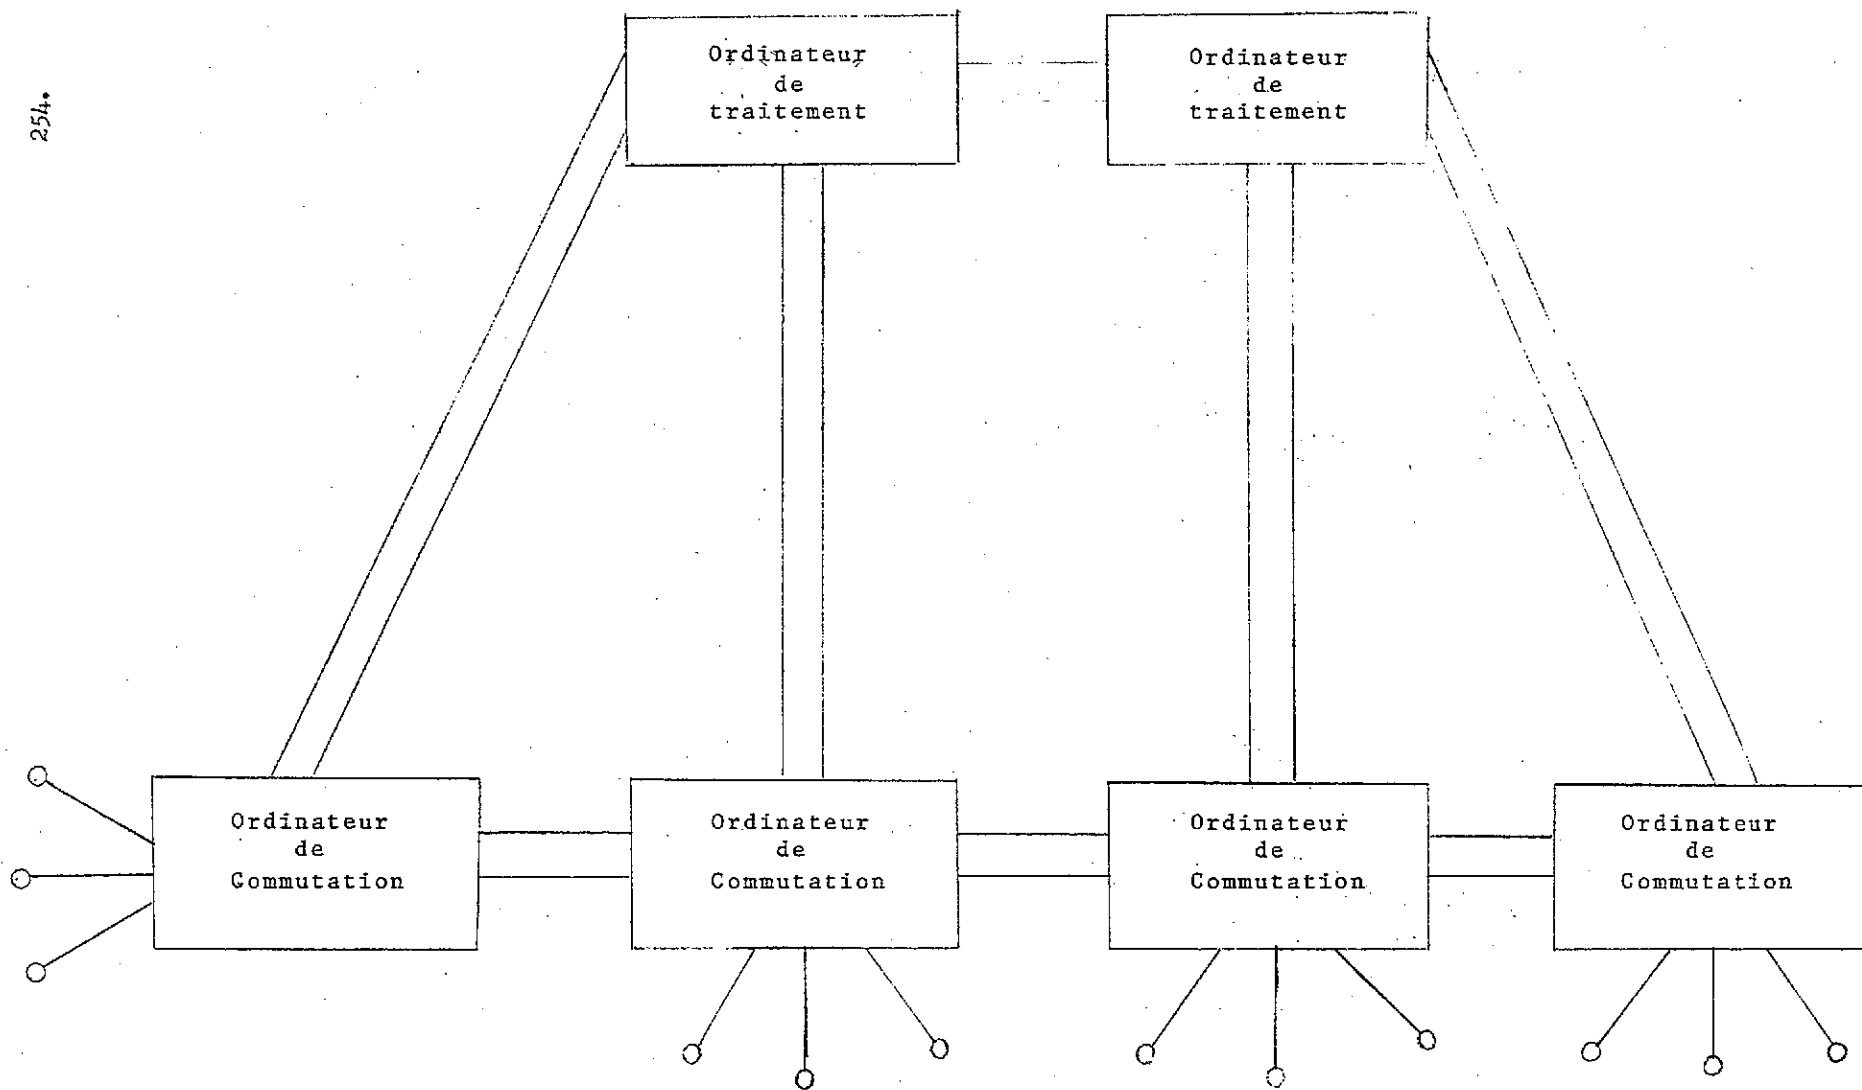 254.
Ordinateur
de
traitement
Ordinateur
de
traitement
Ordinateur
de
Commutation
Ordinateur
de
Commutation
Ordinateur
de
Commutation
Ordinateur
de
Commutation